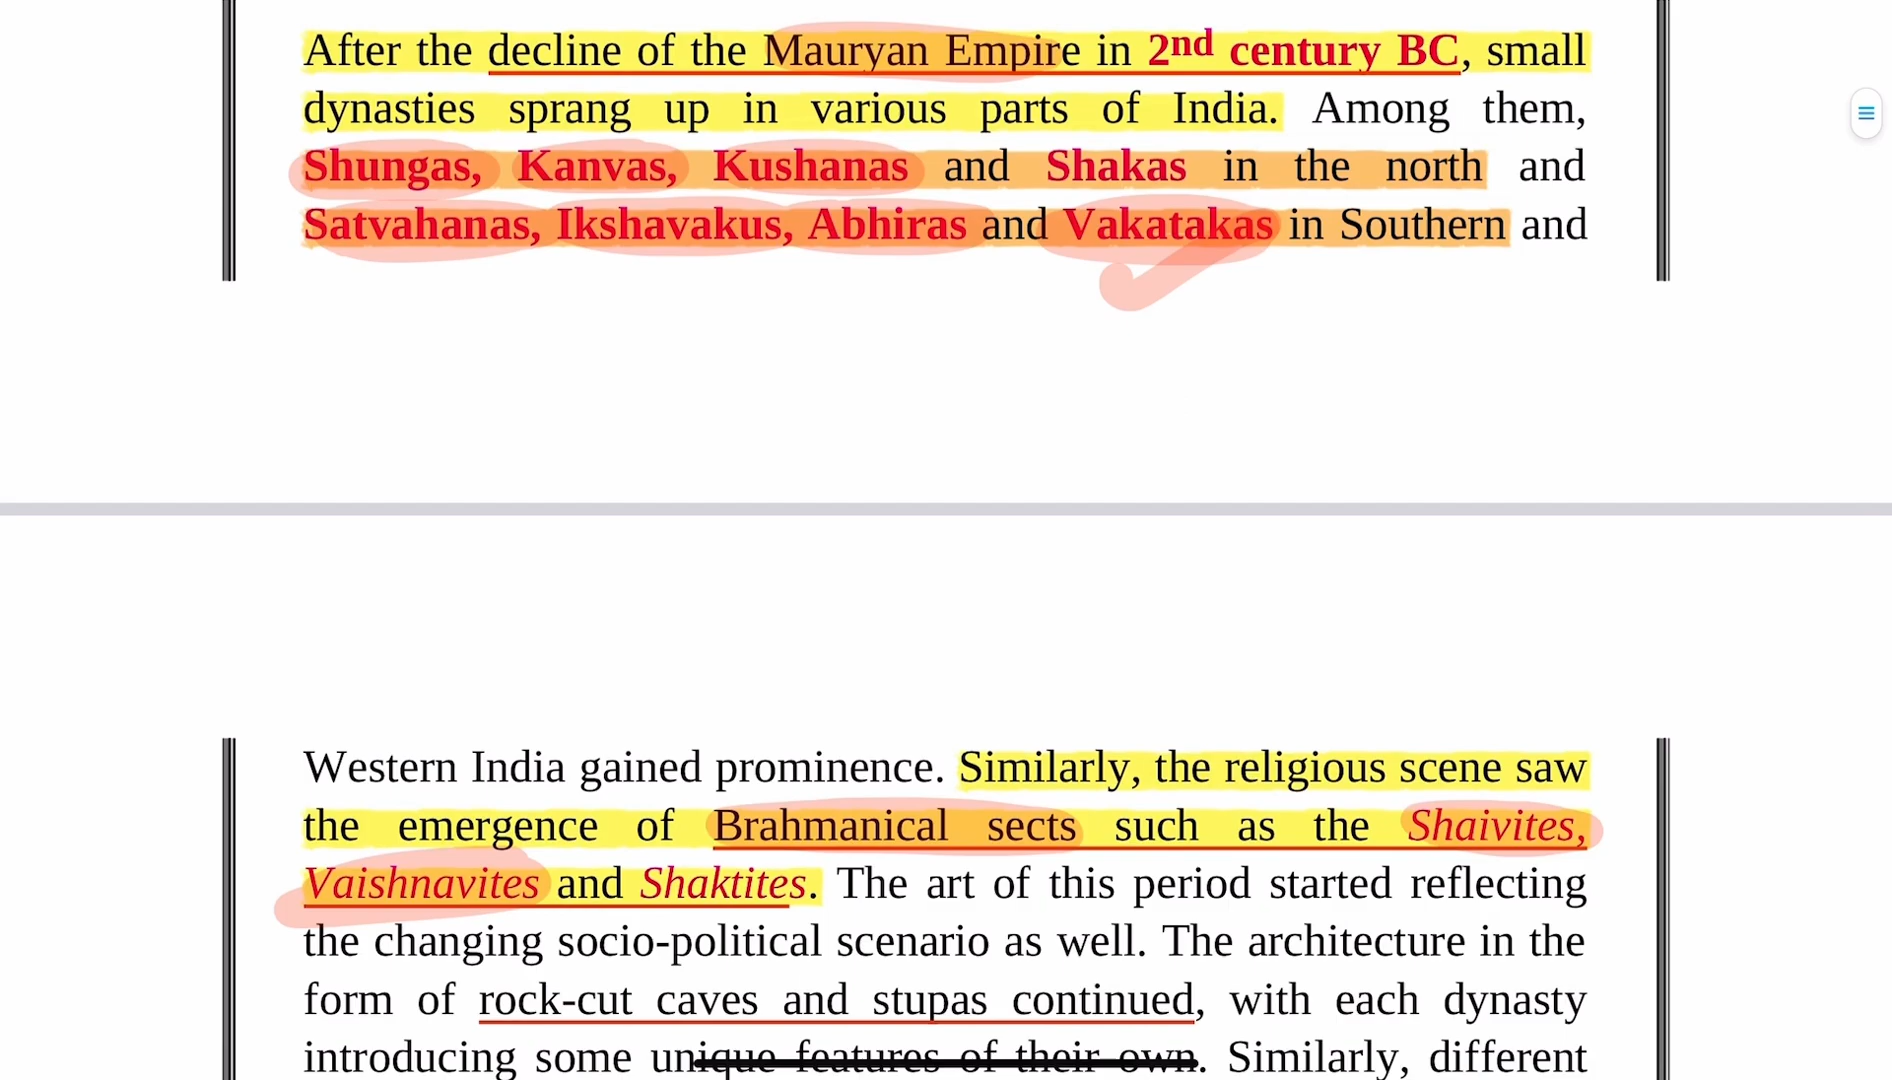 After the decline of the Mauryan Empire in 2nd century BC, small
dynasties sprang up in various parts of India. Among them,
Shungas, Kanvas, Kushanas and Shakas in the north and
Satvahanas, Ikshavakus, Abhiras and Vakatakas in Southern and
Western India gained prominence. Similarly, the religious scene saw
the emergence of Brahmanical sects such as the Shaivites,
Vaishnavites and Shaktites. The art of this period started reflecting
the changing socio-political scenario as well. The architecture in the
form of rock-cut caves and stupas continued, with each dynasty
introducing some unique features of their own. Similarly, different